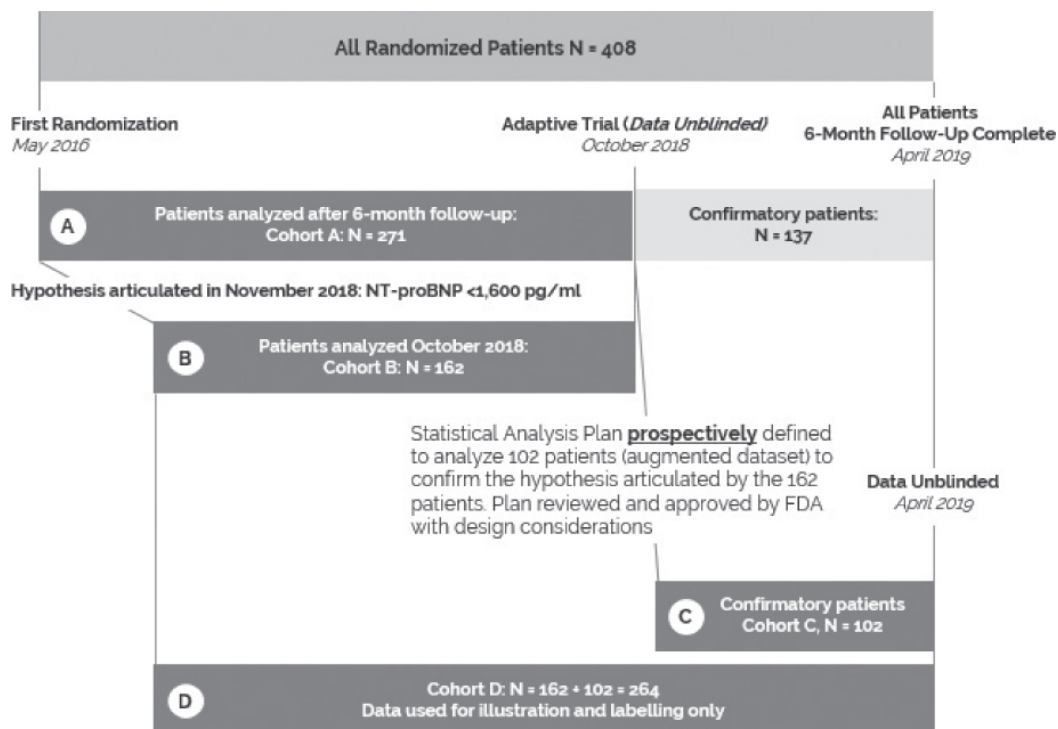 All Randomized Patients N = 408
First Randomization
May 2016
Adaptive Trial (Data Unblinded)
October 2018
All Patients
6-Month Follow-Up Complete
April 2019
A
Patients analyzed after 6-month follow-up:
Cohort A: N = 271
Confirmatory patients:
N = 137
Hypothesis articulated in November 2018: NT-proBNP <1,600 pg/ml
B
Patients analyzed October 2018:
Cohort B: N = 162
Statistical Analysis Plan prospectively defined
to analyze 102 patients (augmented dataset) to
confirm the hypothesis articulated by the 162
patients. Plan reviewed and approved by FDA
with design considerations
Data Unblinded
April 2019
C
Confirmatory patients
Cohort C, N = 102
D
Cohort D: N = 162 + 102 = 264
Data used for illustration and labelling only